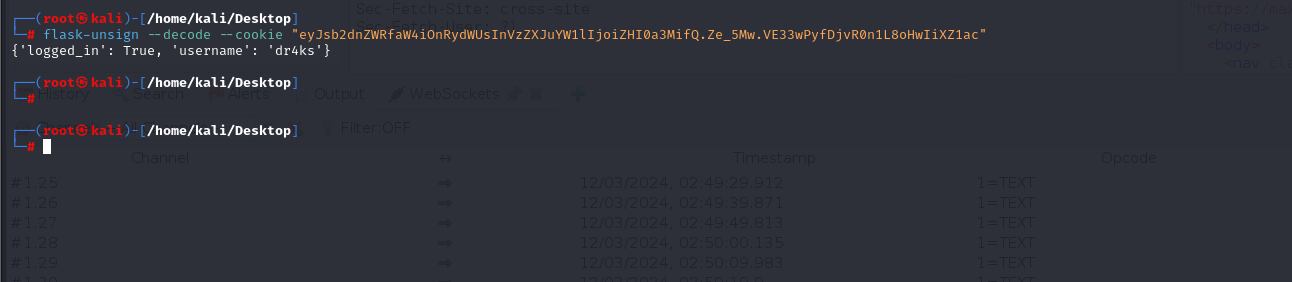 Sec-Fetch-Site: cross-site
┌──(root㉿kali)-[/home/kali/Desktop]
└─# flask-unsign --decode --cookie "eyJsb2dnZWRfaW4iOnRydWUsInVzZXJuYW1lIjoiZHI0a3MifQ.Ze_5Mw.VE33wPyfDjvR0n1L8oHwIiXZ1ac"
{'logged_in': True, 'username': 'dr4ks'}
</head>
<body>
<nav cl
┌──(root㉿kali)-[/home/kali/Desktop]
└─#
History Search Alerts Output WebSockets
┌──(root㉿kali)-[/home/kali/Desktop]
└─#
Filter:OFF
Channel ↔ Timestamp Opcode
#1.25 ⇒ 12/03/2024, 02:49:29.912 1=TEXT
#1.26 ⇒ 12/03/2024, 02:49:39.871 1=TEXT
#1.27 ⇒ 12/03/2024, 02:49:49.813 1=TEXT
#1.28 ⇒ 12/03/2024, 02:50:00.135 1=TEXT
#1.29 ⇒ 12/03/2024, 02:50:09.983 1=TEXT